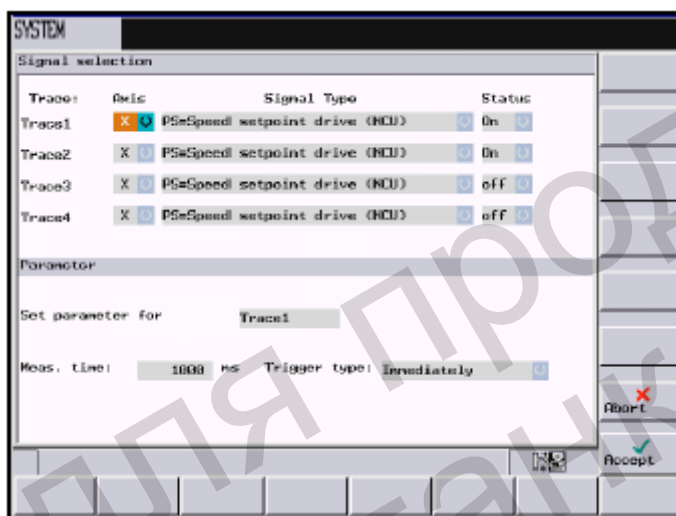 SYSTEM
Signal selection
Trace: Axis Signal Type Status
Trace1 X PS=Speed setpoint drive (NCU) On
Trace2 X PS=Speed setpoint drive (NCU) On
Trace3 X PS=Speed setpoint drive (NCU) off
Trace4 X PS=Speed setpoint drive (NCU) off
Parameter
Set parameter for Trace1
Meas. time: 1000 ms Trigger type: Immediately
Abort
Accept
для